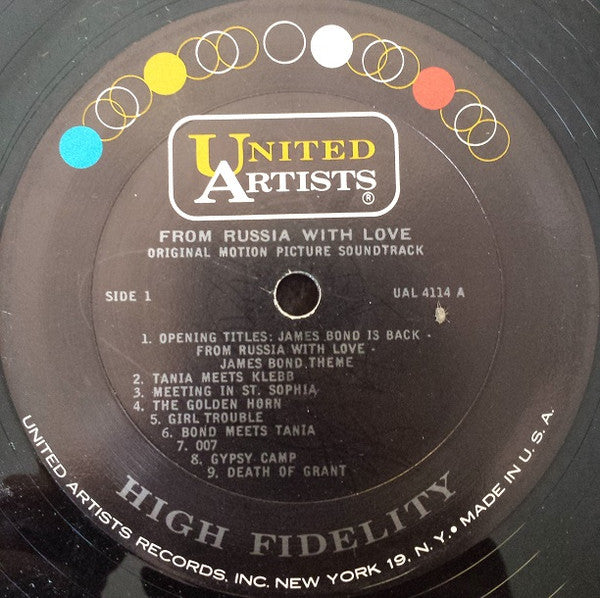 UNITED
ARTISTS
®
FROM RUSSIA WITH LOVE
ORIGINAL MOTION PICTURE SOUNDTRACK
SIDE 1
UAL 4114 A
1. OPENING TITLES: JAMES BOND IS BACK -
FROM RUSSIA WITH LOVE -
JAMES BOND THEME
2. TANIA MEETS KLEBB
3. MEETING IN ST. SOPHIA
4. THE GOLDEN HORN
5. GIRL TROUBLE
6. BOND MEETS TANIA
7. 007
8. GYPSY CAMP
9. DEATH OF GRANT
HIGH FIDELITY
UNITED ARTISTS RECORDS, INC. NEW YORK 19, N. Y. • MADE IN U. S. A.